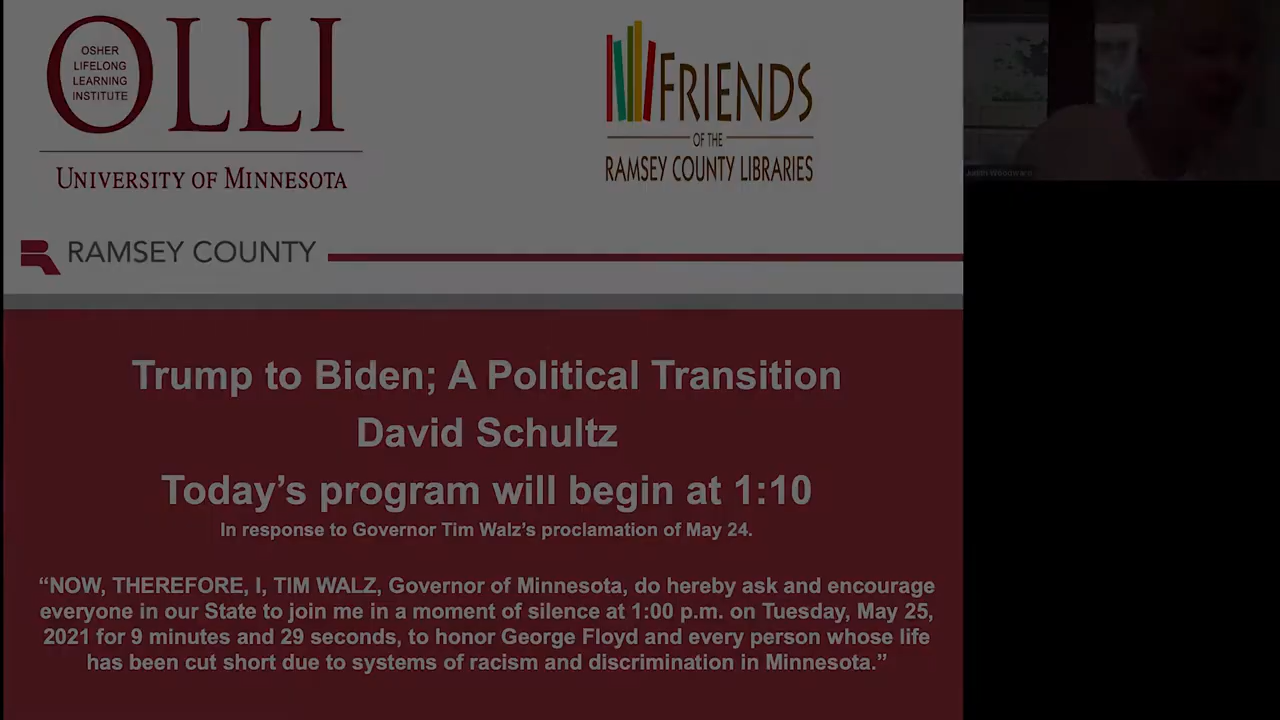 OLLI
OSHER
LIFELONG
LEARNING
INSTITUTE
UNIVERSITY OF MINNESOTA
FRIENDS
OF THE
RAMSEY COUNTY LIBRARIES
RAMSEY COUNTY
Trump to Biden; A Political Transition
David Schultz
Today’s program will begin at 1:10
In response to Governor Tim Walz’s proclamation of May 24.
“NOW, THEREFORE, I, TIM WALZ, Governor of Minnesota, do hereby ask and encourage
everyone in our State to join me in a moment of silence at 1:00 p.m. on Tuesday, May 25,
2021 for 9 minutes and 29 seconds, to honor George Floyd and every person whose life
has been cut short due to systems of racism and discrimination in Minnesota.”